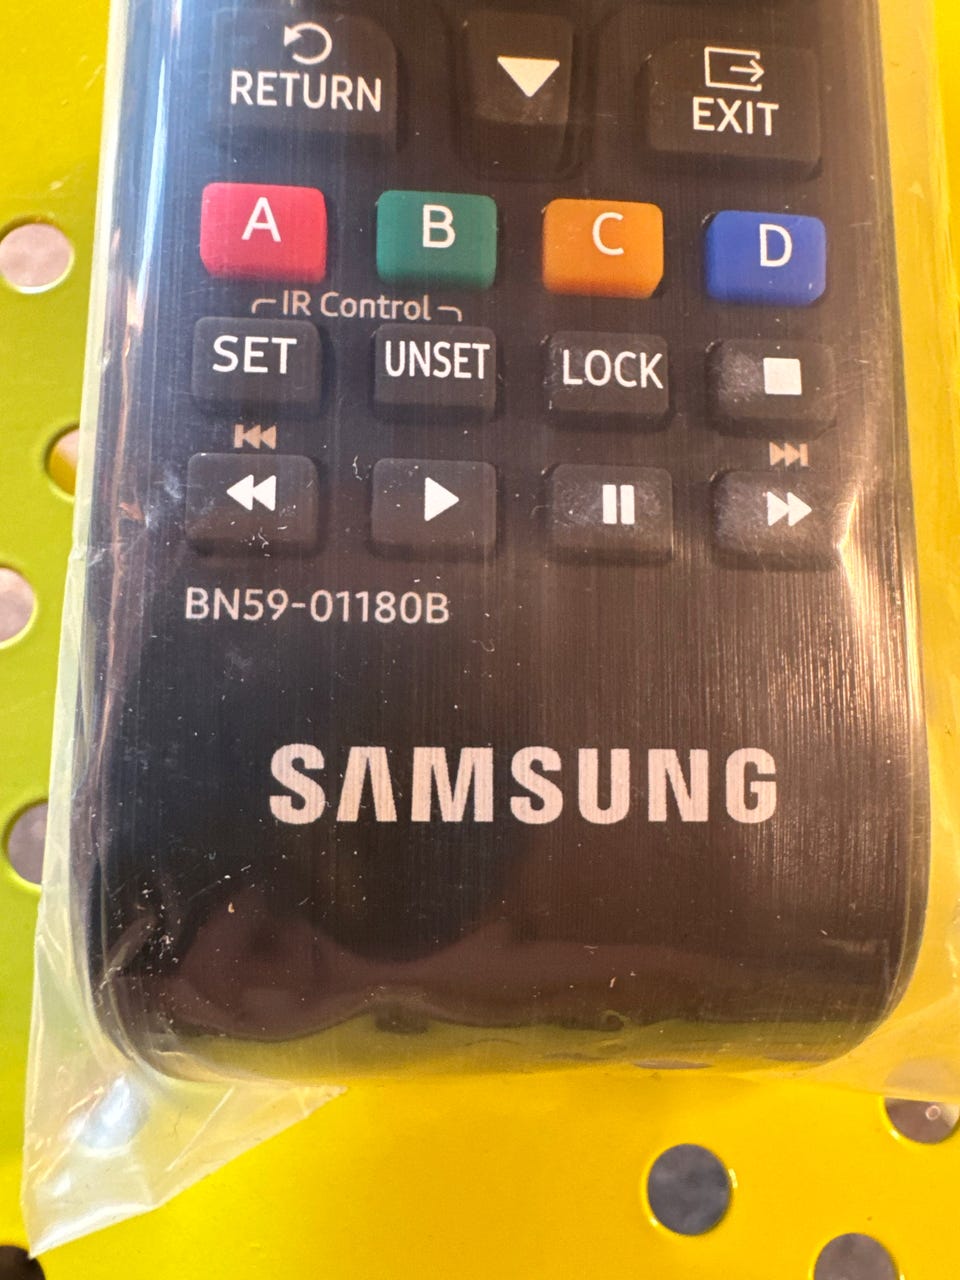 RETURN
EXIT
A B C D
IR Control
SET UNSET LOCK
BN59-01180B
SAMSUNG